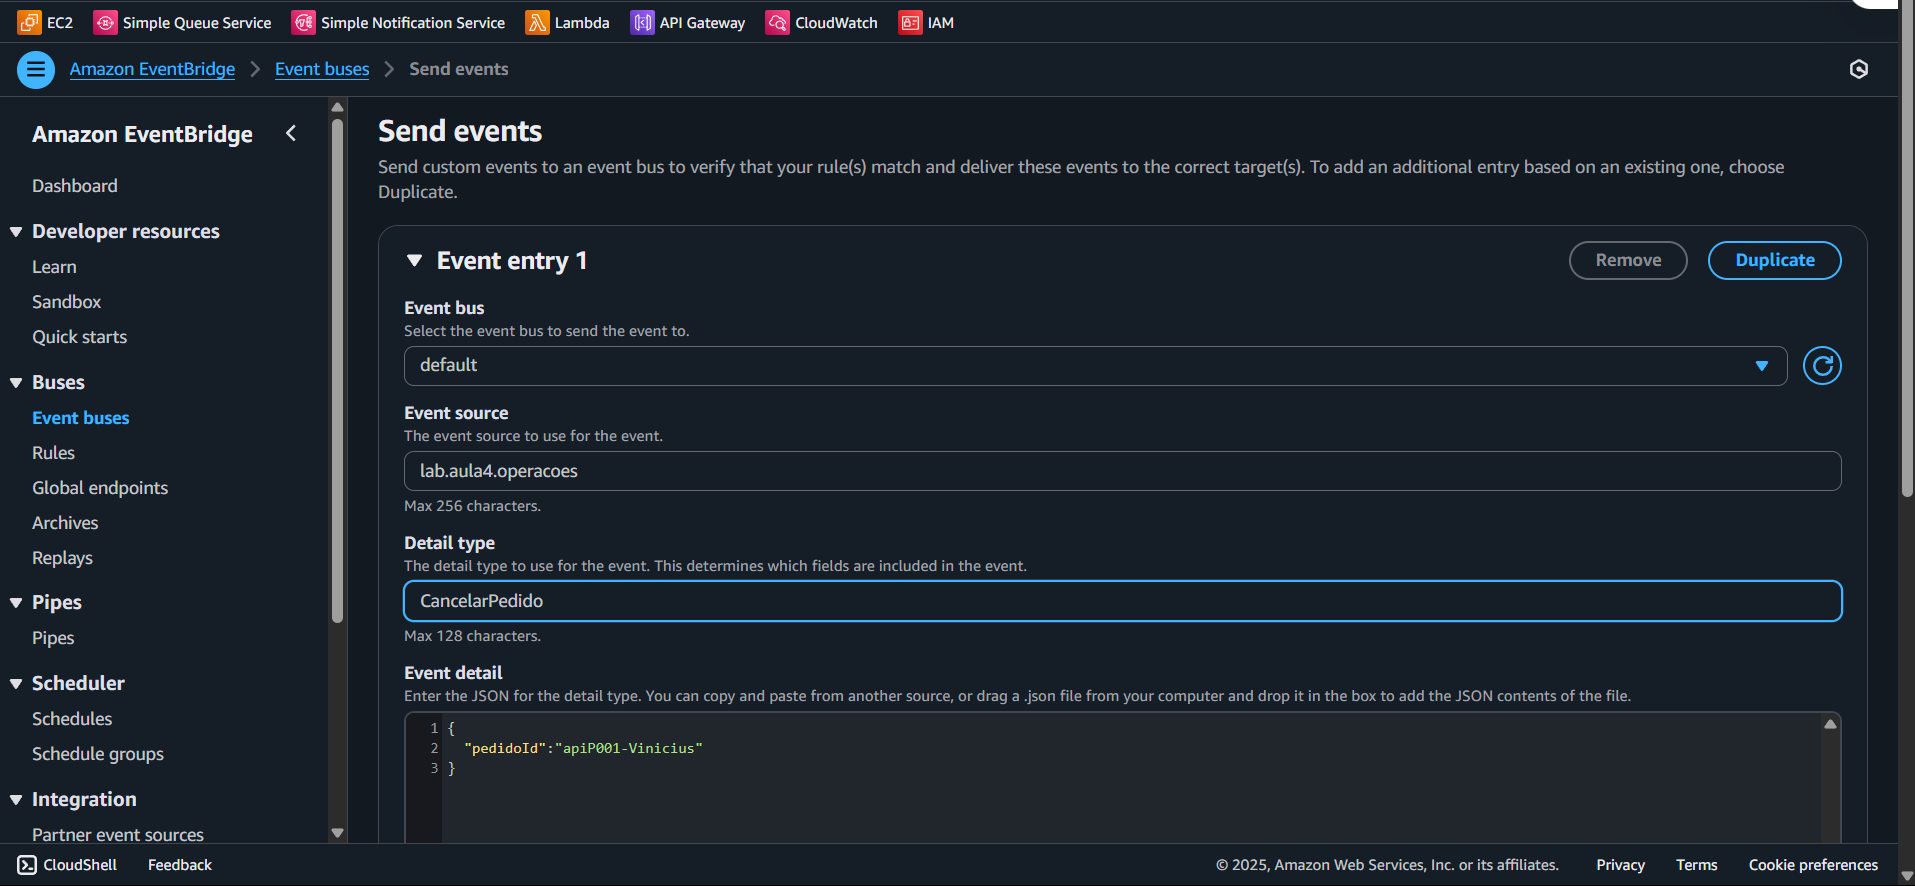 EC2 Simple Queue Service Simple Notification Service Lambda API Gateway CloudWatch IAM
Amazon EventBridge > Event buses > Send events
Amazon EventBridge
Dashboard
Developer resources
Learn
Sandbox
Quick starts
Buses
Event buses
Rules
Global endpoints
Archives
Replays
Pipes
Pipes
Scheduler
Schedules
Schedule groups
Integration
Partner event sources
Send events
Send custom events to an event bus to verify that your rule(s) match and deliver these events to the correct target(s). To add an additional entry based on an existing one, choose
Duplicate.
Event entry 1
Remove Duplicate
Event bus
Select the event bus to send the event to.
default
Event source
The event source to use for the event.
lab.aula4.operacoes
Max 256 characters.
Detail type
The detail type to use for the event. This determines which fields are included in the event.
CancelarPedido
Max 128 characters.
Event detail
Enter the JSON for the detail type. You can copy and paste from another source, or drag a .json file from your computer and drop it in the box to add the JSON contents of the file.
1 {
2 "pedidoId":"apiP001-Vinicius"
3 }
CloudShell Feedback © 2025, Amazon Web Services, Inc. or its affiliates. Privacy Terms Cookie preferences